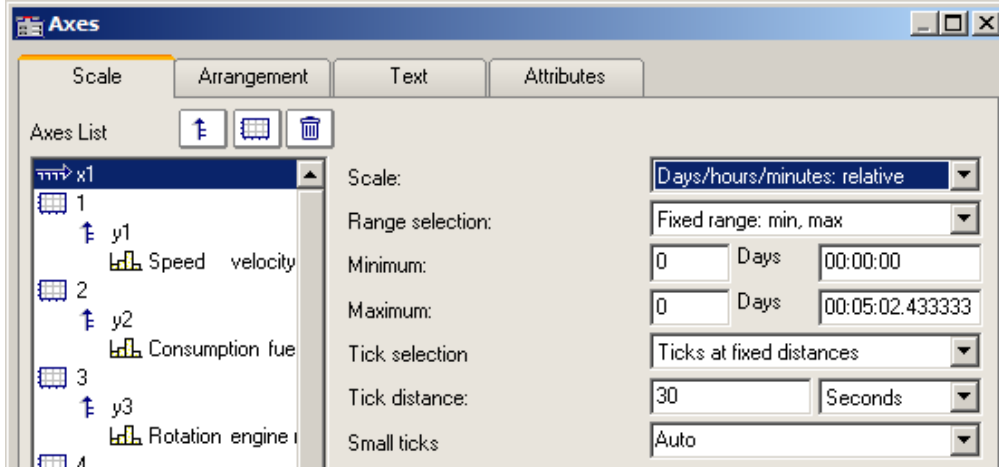 Axes
Scale Arrangement Text Attributes
Axes List
x1
1
y1
Speed velocity
2
y2
Consumption fue
3
y3
Rotation engine
4
Scale: Days/hours/minutes: relative
Range selection: Fixed range: min, max
Minimum: 0 Days 00:00:00
Maximum: 0 Days 00:05:02.433333
Tick selection Ticks at fixed distances
Tick distance: 30 Seconds
Small ticks Auto